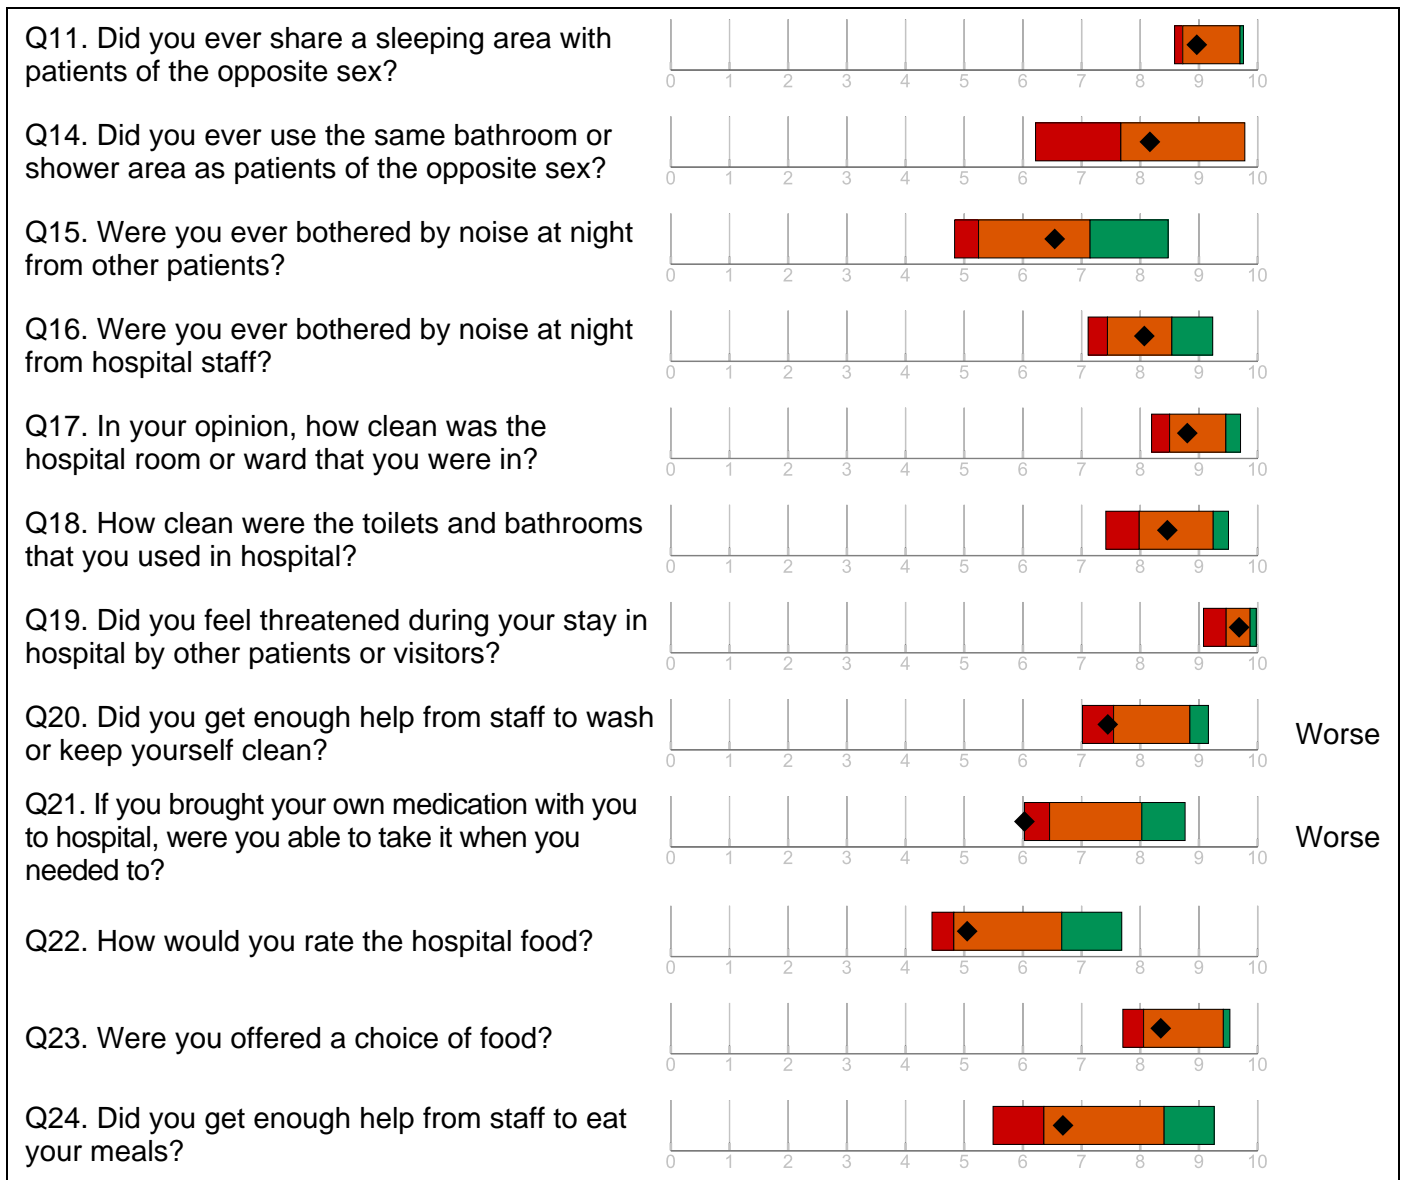 Q11. Did you ever share a sleeping area with
patients of the opposite sex?
0 1 2 3 4 5 6 7 8 9 10
Q14. Did you ever use the same bathroom or
shower area as patients of the opposite sex?
0 1 2 3 4 5 6 7 8 9 10
Q15. Were you ever bothered by noise at night
from other patients?
0 1 2 3 4 5 6 7 8 9 10
Q16. Were you ever bothered by noise at night
from hospital staff?
0 1 2 3 4 5 6 7 8 9 10
Q17. In your opinion, how clean was the
hospital room or ward that you were in?
0 1 2 3 4 5 6 7 8 9 10
Q18. How clean were the toilets and bathrooms
that you used in hospital?
0 1 2 3 4 5 6 7 8 9 10
Q19. Did you feel threatened during your stay in
hospital by other patients or visitors?
0 1 2 3 4 5 6 7 8 9 10
Q20. Did you get enough help from staff to wash
or keep yourself clean?
0 1 2 3 4 5 6 7 8 9 10
Worse
Q21. If you brought your own medication with you
to hospital, were you able to take it when you
needed to?
0 1 2 3 4 5 6 7 8 9 10
Worse
Q22. How would you rate the hospital food?
0 1 2 3 4 5 6 7 8 9 10
Q23. Were you offered a choice of food?
0 1 2 3 4 5 6 7 8 9 10
Q24. Did you get enough help from staff to eat
your meals?
0 1 2 3 4 5 6 7 8 9 10